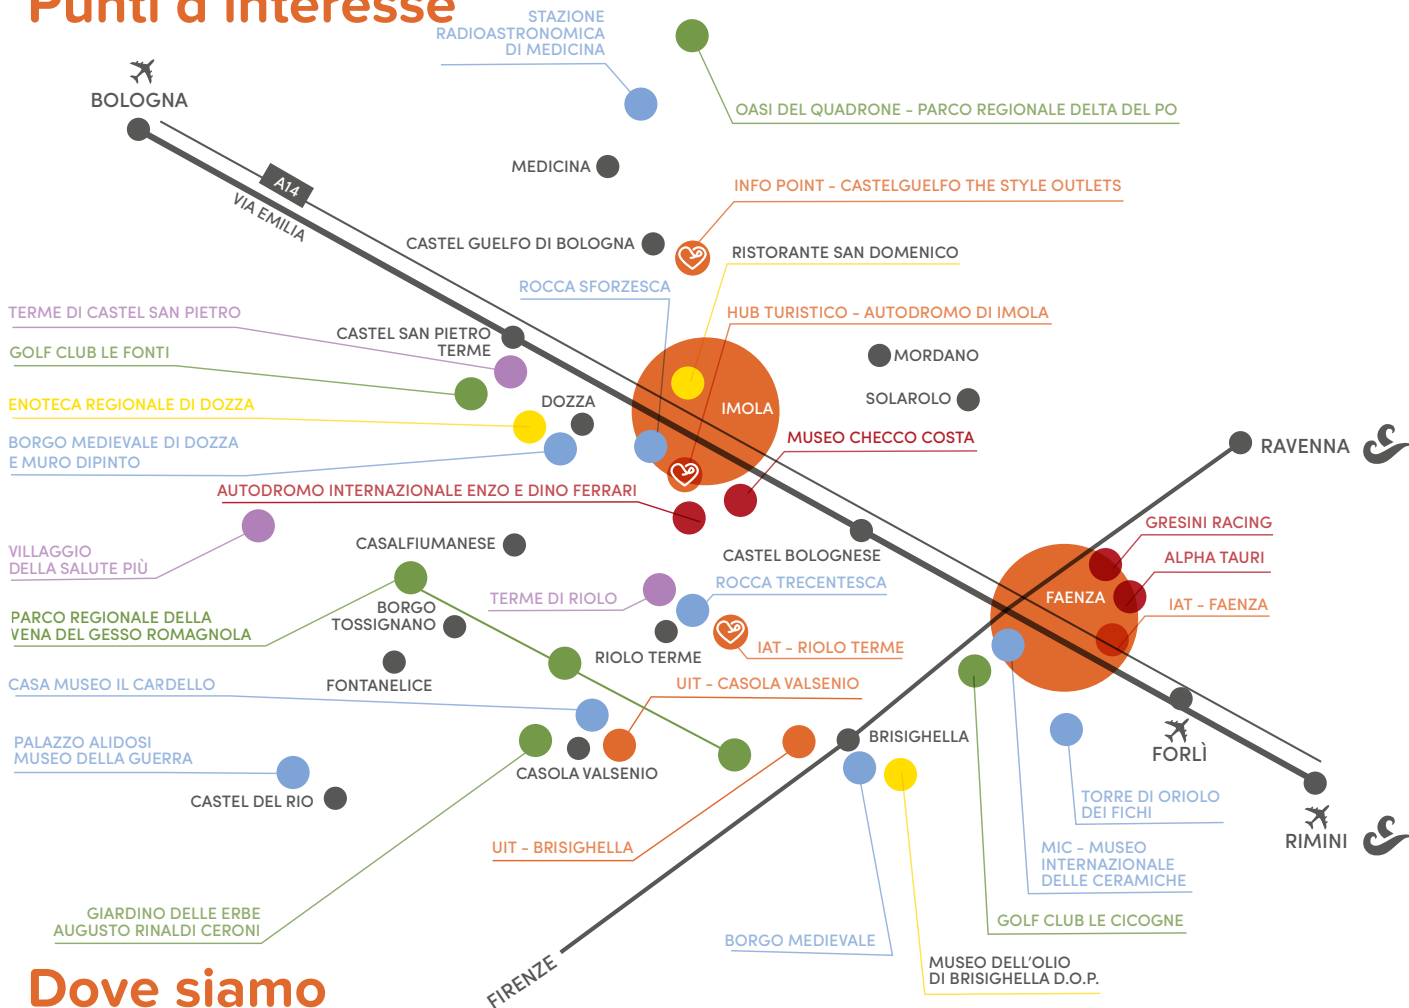 Punti d'interesse
STAZIONE
RADIOASTRONOMICA
DI MEDICINA
BOLOGNA
OASI DEL QUADRONE - PARCO REGIONALE DELTA DEL PO
MEDICINA
A14
VIA EMILIA
INFO POINT - CASTELGUELFO THE STYLE OUTLETS
CASTEL GUELFO DI BOLOGNA
RISTORANTE SAN DOMENICO
ROCCA SFORZESCA
TERME DI CASTEL SAN PIETRO
HUB TURISTICO - AUTODROMO DI IMOLA
CASTEL SAN PIETRO
TERME
GOLF CLUB LE FONTI
MORDANO
ENOTECA REGIONALE DI DOZZA
DOZZA
IMOLA
SOLAROLO
BORGO MEDIEVALE DI DOZZA
E MURO DIPINTO
MUSEO CHECCO COSTA
RAVENNA
AUTODROMO INTERNAZIONALE ENZO E DINO FERRARI
VILLAGGIO
DELLA SALUTE PIÙ
CASALFIUMANESE
CASTEL BOLOGNESE
GRESINI RACING
ALPHA TAURI
FAENZA
IAT - FAENZA
TERME DI RIOLO
ROCCA TRECENTESCA
PARCO REGIONALE DELLA
VENA DEL GESSO ROMAGNOLA
BORGO
TOSSIGNANO
RIOLO TERME
IAT - RIOLO TERME
FONTANELICE
CASA MUSEO IL CARDELLO
UIT - CASOLA VALSENIO
PALAZZO ALIDOSI
MUSEO DELLA GUERRA
CASTEL DEL RIO
CASOLA VALSENIO
BRISIGHELLA
FORLÌ
TORRE DI ORIOLO
DEI FICHI
RIMINI
UIT - BRISIGHELLA
MIC - MUSEO
INTERNAZIONALE
DELLE CERAMICHE
GIARDINO DELLE ERBE
AUGUSTO RINALDI CERONI
GOLF CLUB LE CICOGNE
BORGO MEDIEVALE
MUSEO DELL'OLIO
DI BRISIGHELLA D.O.P.
FIRENZE
Dove siamo